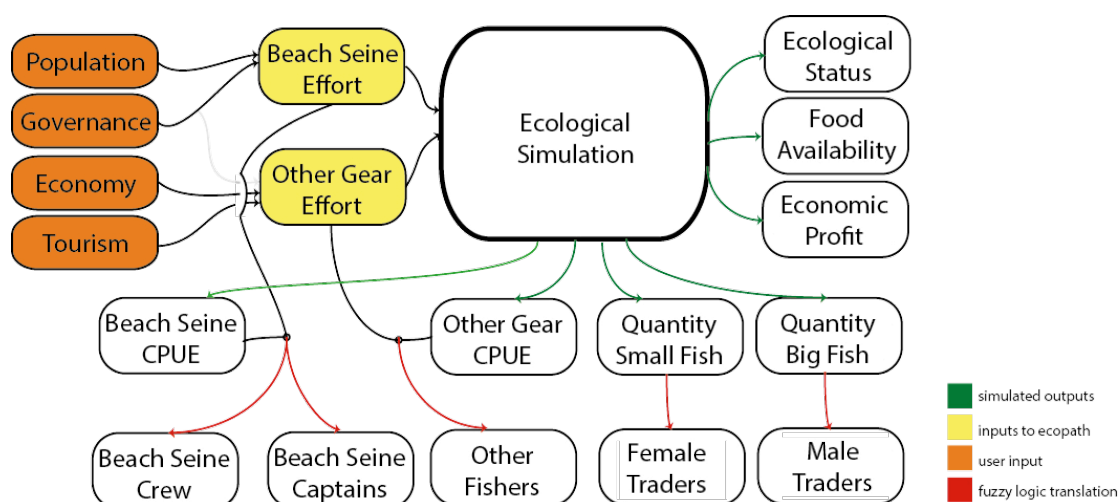 Population
Governance
Economy
Tourism
Beach Seine
Effort
Other Gear
Effort
Ecological
Simulation
Ecological
Status
Food
Availability
Economic
Profit
Beach Seine
CPUE
Other Gear
CPUE
Quantity
Small Fish
Quantity
Big Fish
Beach Seine
Crew
Beach Seine
Captains
Other
Fishers
Female
Traders
Male
Traders
simulated outputs
inputs to ecopath
user input
fuzzy logic translation